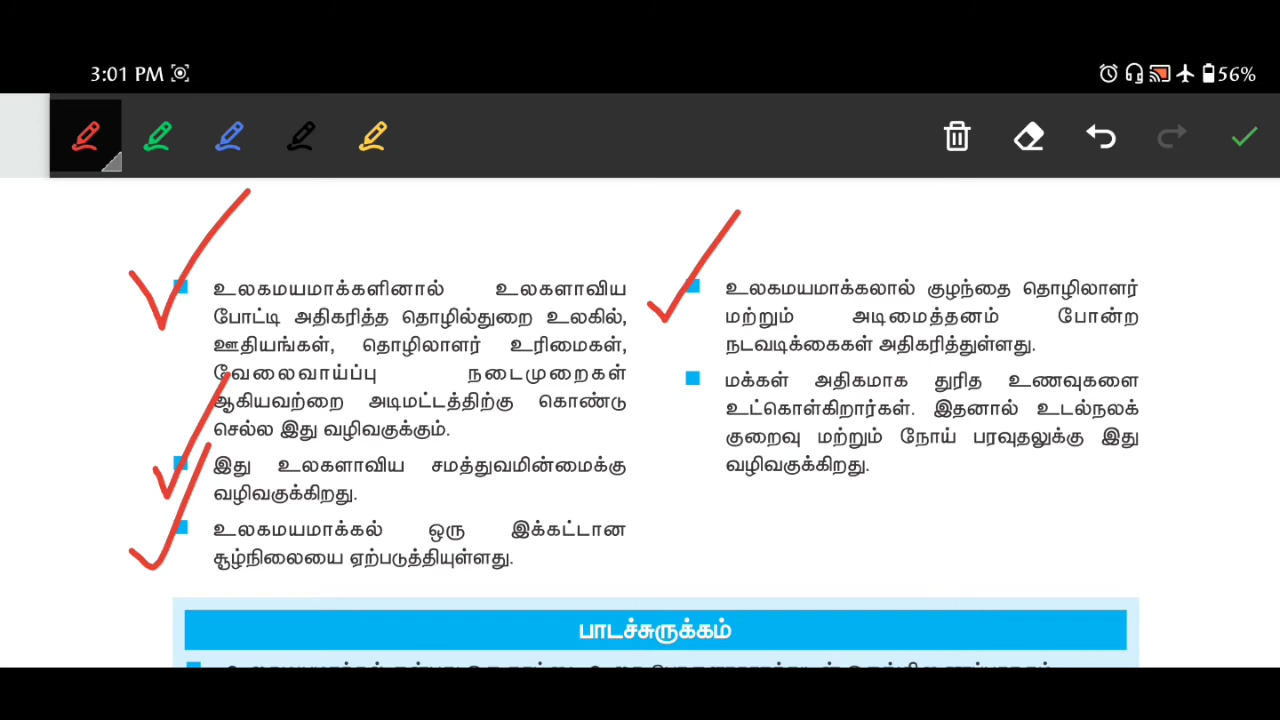 3:01 PM
56%
உலகமயமாக்களினால் உலகளாவிய
போட்டி அதிகரித்த தொழில்துறை உலகில்,
ஊதியங்கள், தொழிலாளர் உரிமைகள்,
வேலைவாய்ப்பு நடைமுறைகள்
ஆகியவற்றை அடிமட்டத்திற்கு கொண்டு
செல்ல இது வழிவகுக்கும்.
இது உலகளாவிய சமத்துவமின்மைக்கு
வழிவகுக்கிறது.
உலகமயமாக்கல் ஒரு இக்கட்டான
சூழ்நிலையை ஏற்படுத்தியுள்ளது.
உலகமயமாக்கலால் குழந்தை தொழிலாளர்
மற்றும் அடிமைத்தனம் போன்ற
நடவடிக்கைகள் அதிகரித்துள்ளது.
மக்கள் அதிகமாக துரித உணவுகளை
உட்கொள்கிறார்கள். இதனால் உடல்நலக்
குறைவு மற்றும் நோய் பரவுதலுக்கு இது
வழிவகுக்கிறது.
பாடச்சுருக்கம்